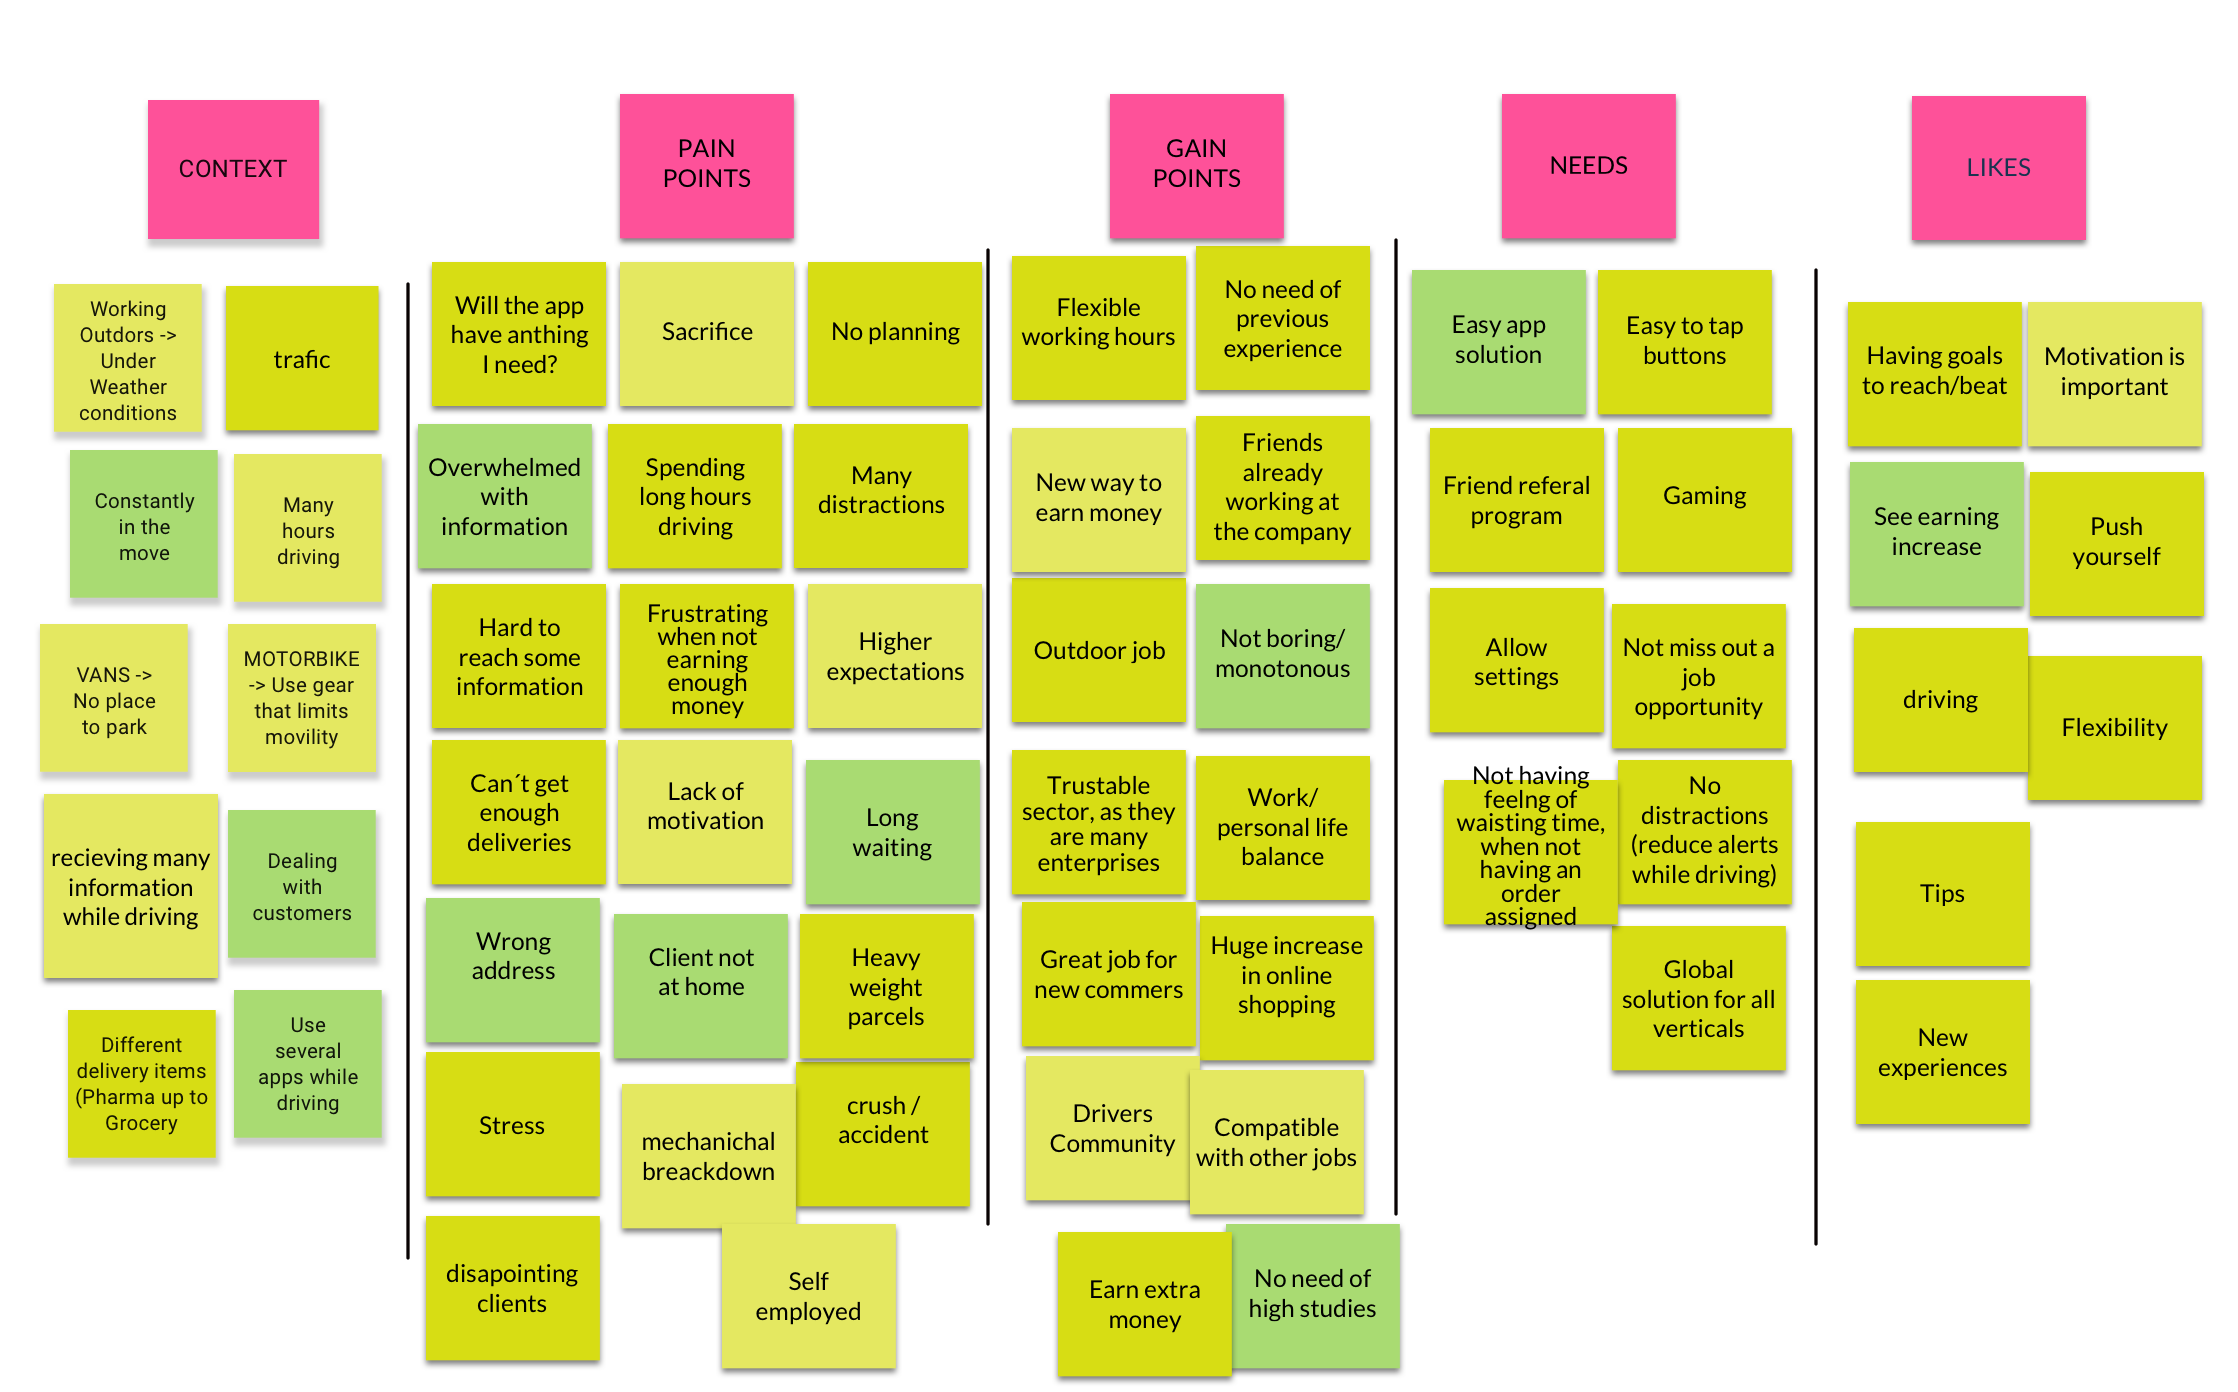 CONTEXT
PAIN
POINTS
GAIN
POINTS
NEEDS
LIKES
Working
Outdors ->
Under
Weather
conditions
trafic
Constantly
in the
move
Many
hours
driving
VANS ->
No place
to park
MOTORBIKE
-> Use gear
that limits
movility
recieving many
information
while driving
Dealing
with
customers
Different
delivery items
(Pharma up to
Grocery
Use
several
apps while
driving
Will the app
have anthing
I need?
Sacrifice
No planning
Overwhelmed
with
information
Spending
long hours
driving
Many
distractions
Hard to
reach some
information
Frustrating
when not
earning
enough
money
Higher
expectations
Can´t get
enough
deliveries
Lack of
motivation
Long
waiting
Wrong
address
Client not
at home
Heavy
weight
parcels
Stress
mechanichal
breackdown
crush /
accident
disapointing
clients
Self
employed
Flexible
working hours
No need of
previous
experience
New way to
earn money
Friends
already
working at
the company
Outdoor job
Not boring/
monotonous
Trustable
sector, as they
are many
enterprises
Work/
personal life
balance
Great job for
new commers
Huge increase
in online
shopping
Drivers
Community
Compatible
with other jobs
Earn extra
money
No need of
high studies
Easy app
solution
Easy to tap
buttons
Friend referal
program
Gaming
Allow
settings
Not miss out a
job
opportunity
Not having
feelng of
waisting time,
when not
having an
order
assigned
No
distractions
(reduce alerts
while driving)
Global
solution for all
verticals
Having goals
to reach/beat
Motivation is
important
See earning
increase
Push
yourself
driving
Flexibility
Tips
New
experiences